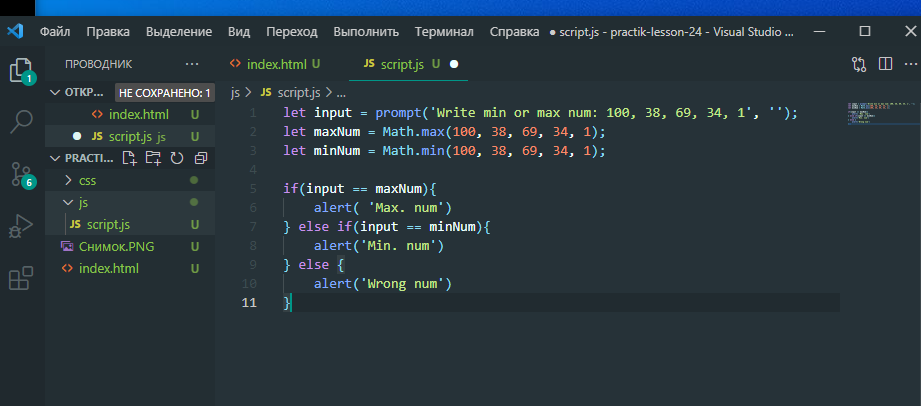 Файл Правка Выделение Вид Переход Выполнить Терминал Справка ● script.js - practik-lesson-24 - Visual Studio ...
ПРОВОДНИК ...
index.html U
JS script.js U ●
1
ОТКР... НЕ СОХРАНЕНО: 1
index.html U
● JS script.js js U
PRACTI...
css
js
JS script.js U
Снимок.PNG U
index.html U
6
js > JS script.js > ...
1 let input = prompt('Write min or max num: 100, 38, 69, 34, 1', '');
2 let maxNum = Math.max(100, 38, 69, 34, 1);
3 let minNum = Math.min(100, 38, 69, 34, 1);
4
5 if(input == maxNum){
6 alert( 'Max. num')
7 } else if(input == minNum){
8 alert('Min. num')
9 } else {
10 alert('Wrong num')
11 }